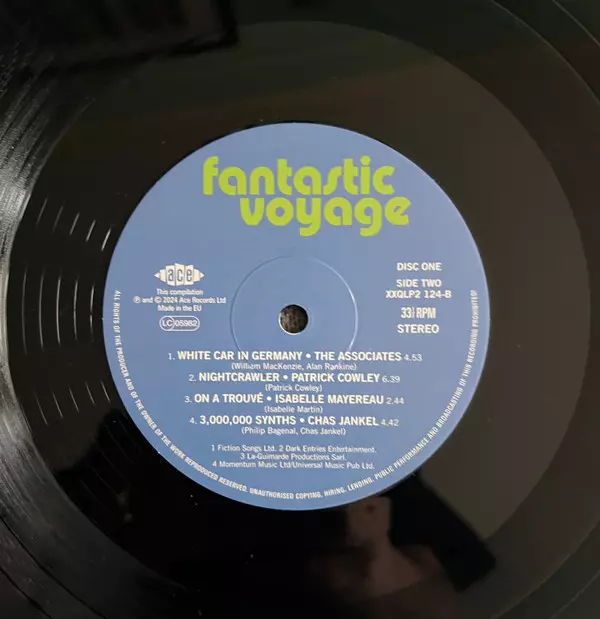 fantastic
voyage
ace
This compilation
℗ and © 2024 Ace Records Ltd
Made in the EU
LC 05982
DISC ONE
SIDE TWO
XXQLP2 124-B
33⅓ RPM
STEREO
1. WHITE CAR IN GERMANY • THE ASSOCIATES 4.53
(William MacKenzie, Alan Rankine)
2. NIGHTCRAWLER • PATRICK COWLEY 6.39
(Patrick Cowley)
3. ON A TROUVÉ • ISABELLE MAYEREAU 2.44
(Isabelle Martin)
4. 3,000,000 SYNTHS • CHAS JANKEL 4.42
(Philip Bagenal, Chas Jankel)
1 Fiction Songs Ltd. 2 Dark Entries Entertainment.
3 La-Guimarde Productions Sarl.
4 Momentum Music Ltd/Universal Music Pub Ltd.
ALL RIGHTS OF THE PRODUCER AND OF THE OWNER OF THE WORK REPRODUCED RESERVED. UNAUTHORISED COPYING, HIRING, LENDING, PUBLIC PERFORMANCE AND BROADCASTING OF THIS RECORDING PROHIBITED!